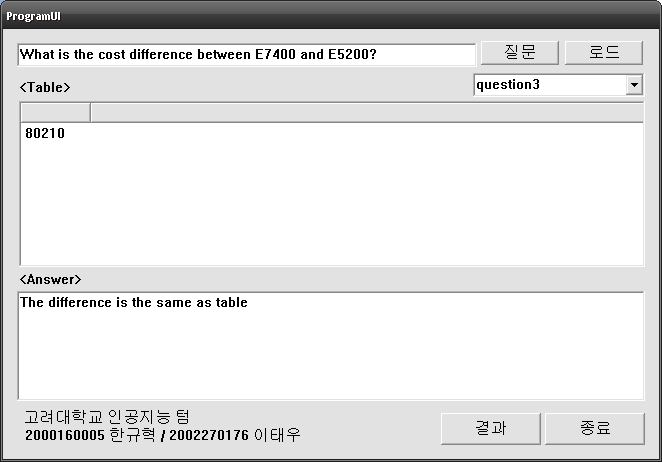 ProgramUI
What is the cost difference between E7400 and E5200?
질문
로드
<Table>
question3
80210
<Answer>
The difference is the same as table
고려대학교 인공지능 텀
2000160005 한규혁 / 2002270176 이태우
결과
종료